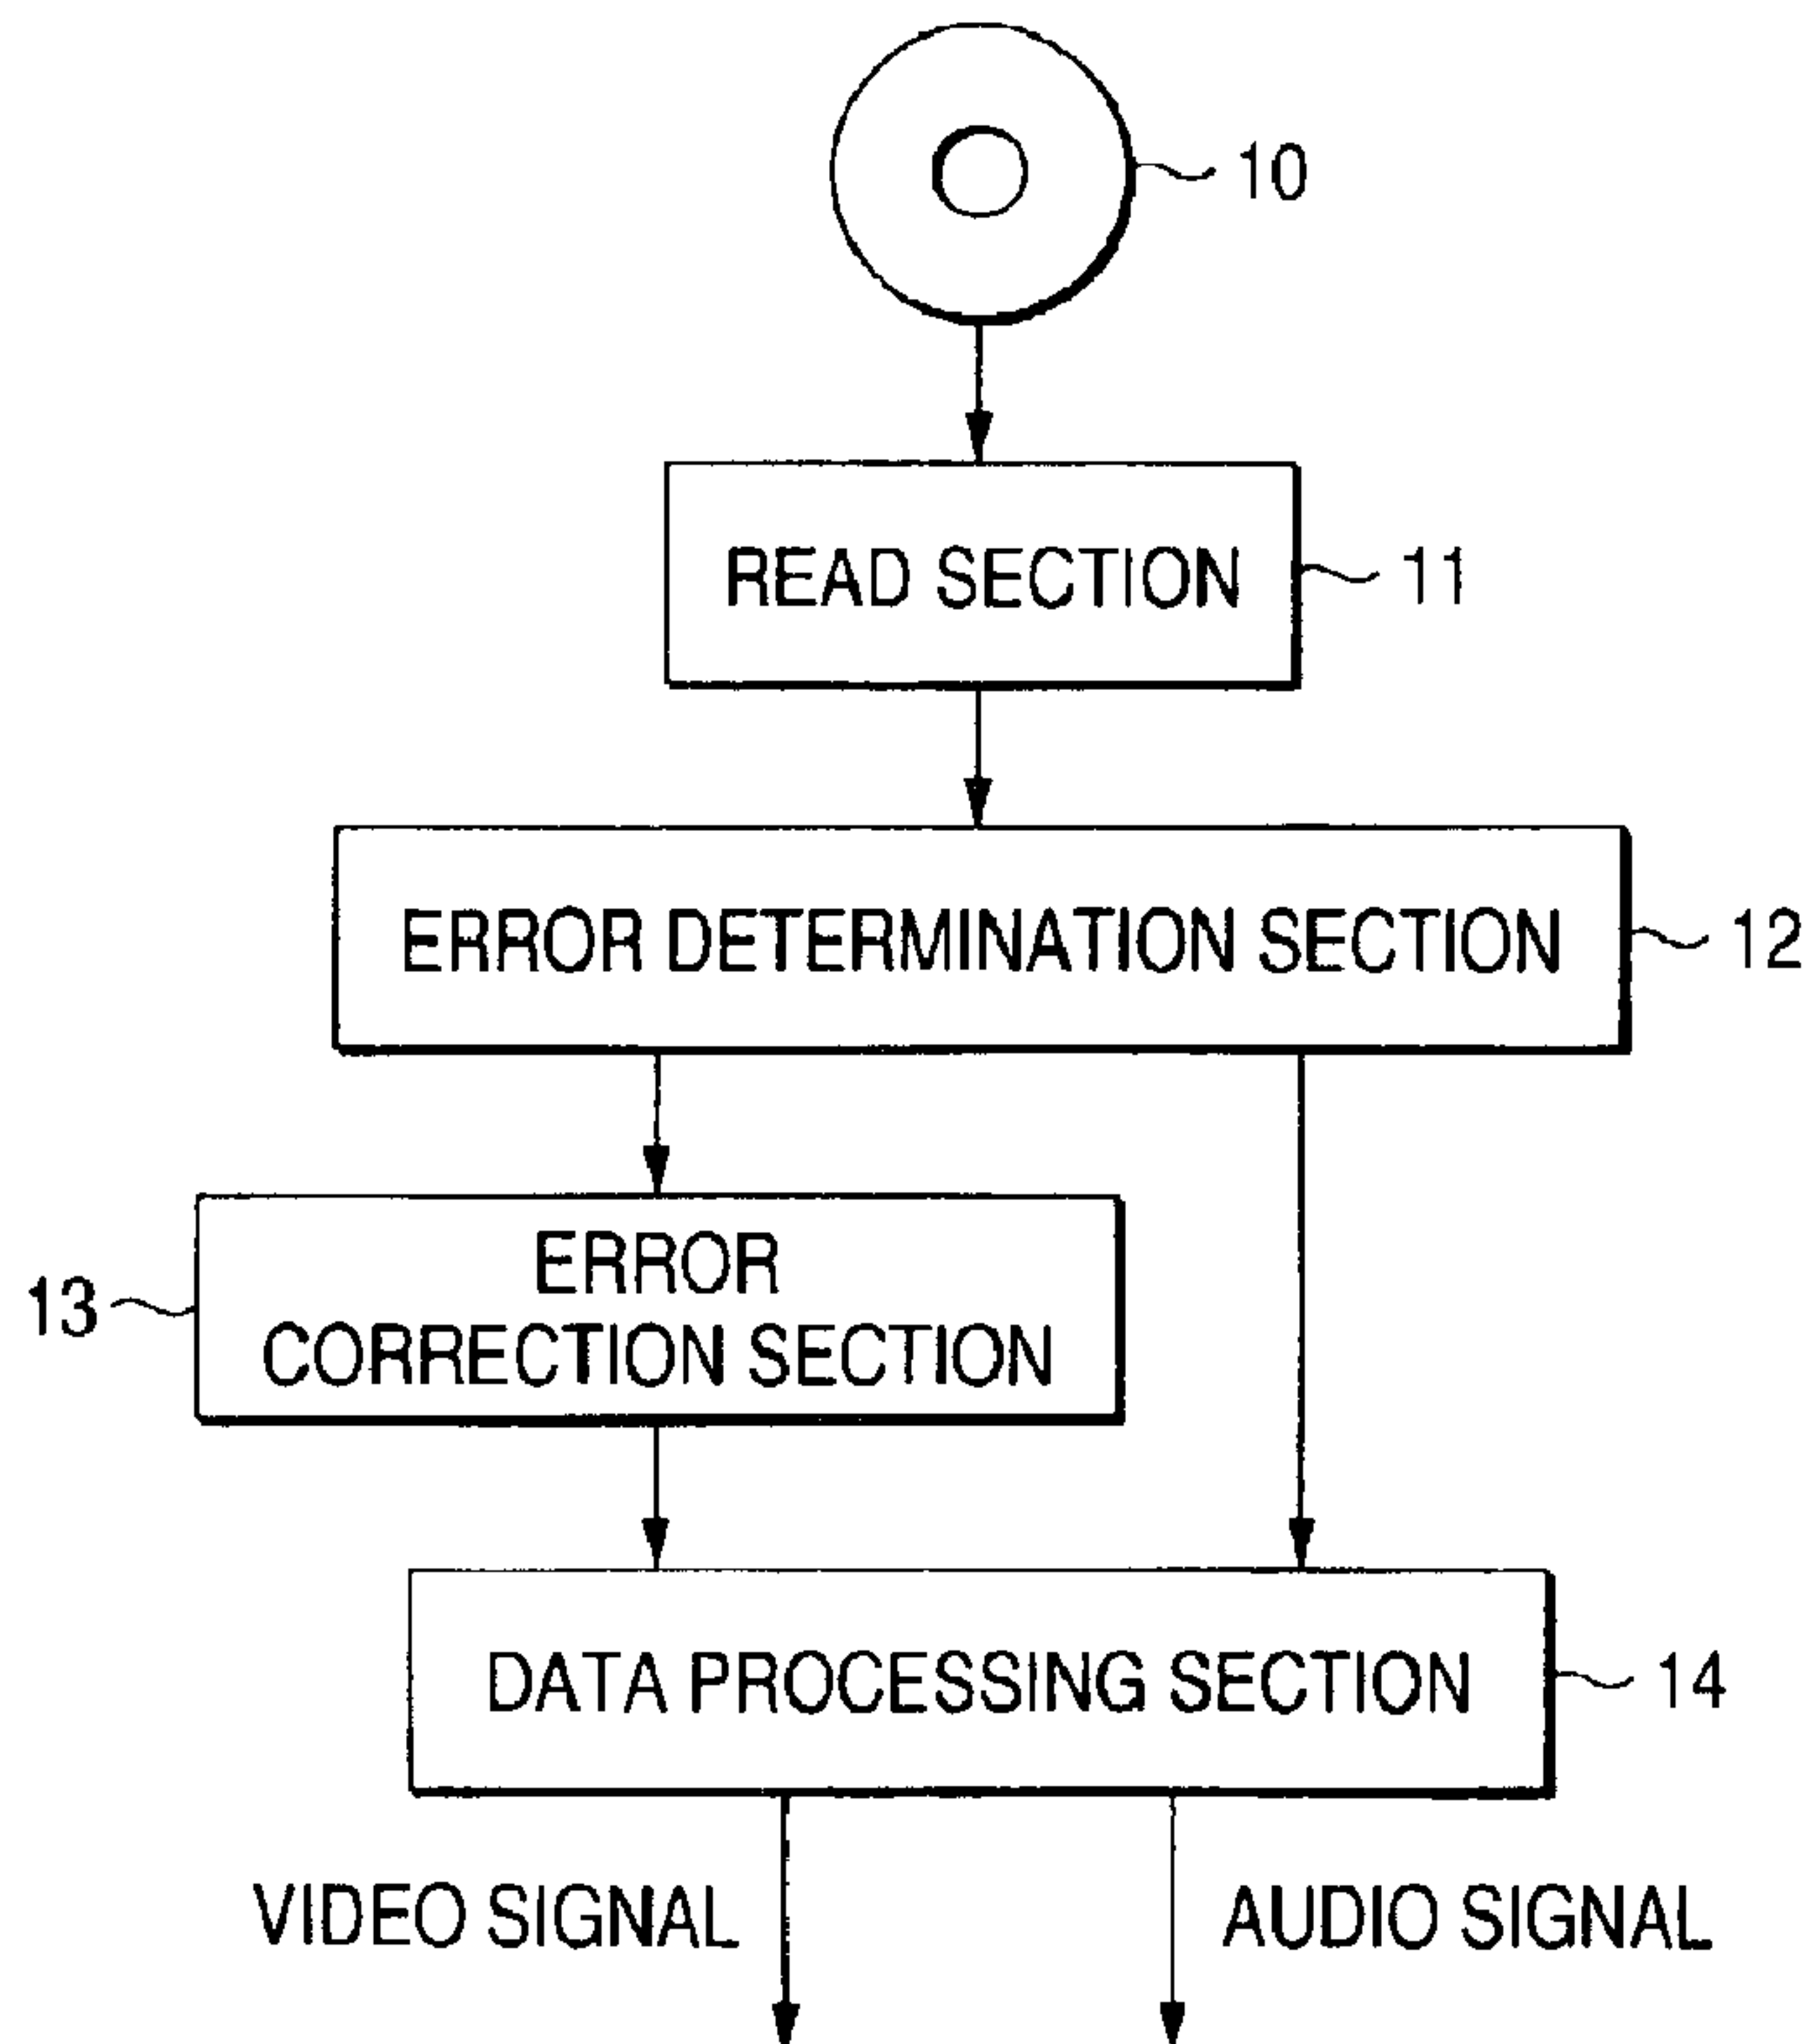 10
READ SECTION
11
ERROR DETERMINATION SECTION
12
ERROR
CORRECTION SECTION
13
DATA PROCESSING SECTION
14
VIDEO SIGNAL
AUDIO SIGNAL